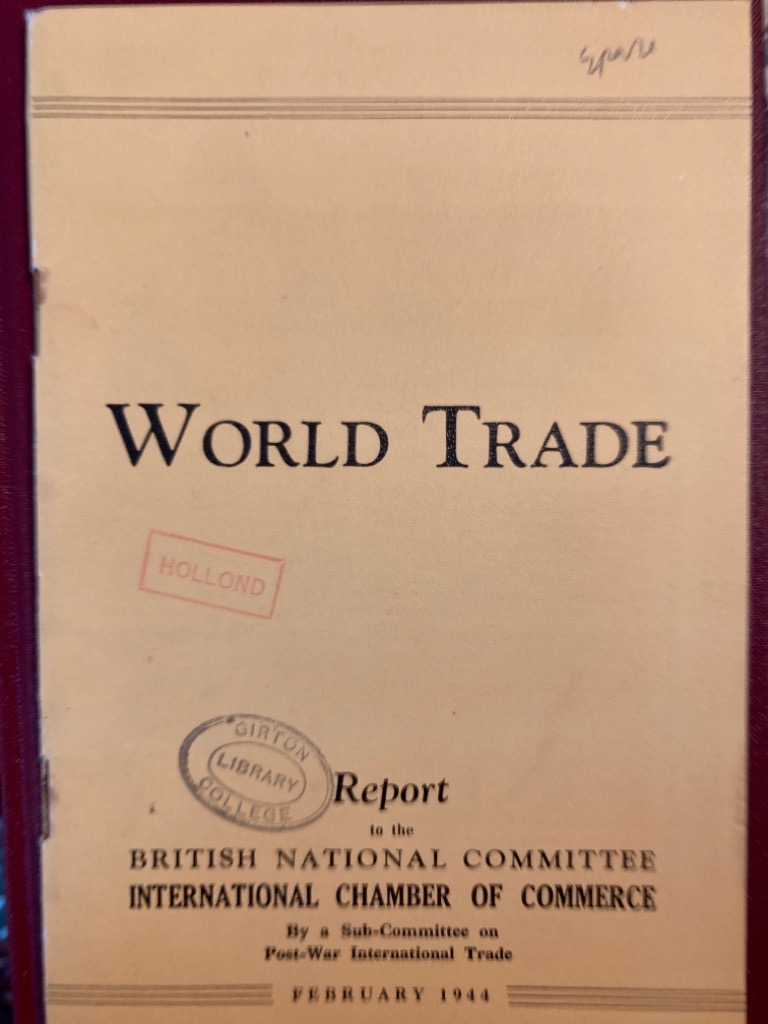 Spare
WORLD TRADE
HOLLOND
GIRTON
LIBRARY
COLLEGE
Report
to the
BRITISH NATIONAL COMMITTEE
INTERNATIONAL CHAMBER OF COMMERCE
By a Sub-Committee on
Post-War International Trade
FEBRUARY 1944